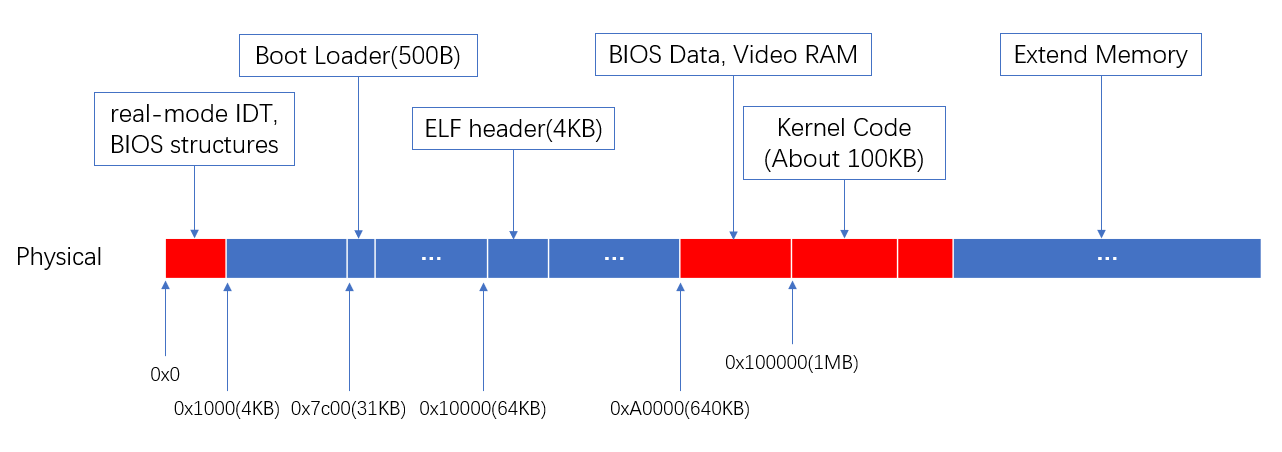 Boot Loader(500B)
BIOS Data, Video RAM
Extend Memory
real-mode IDT,
BIOS structures
ELF header(4KB)
Kernel Code
(About 100KB)
Physical
...
...
...
0x0
0x1000(4KB)
0x7c00(31KB)
0x10000(64KB)
0xA0000(640KB)
0x100000(1MB)